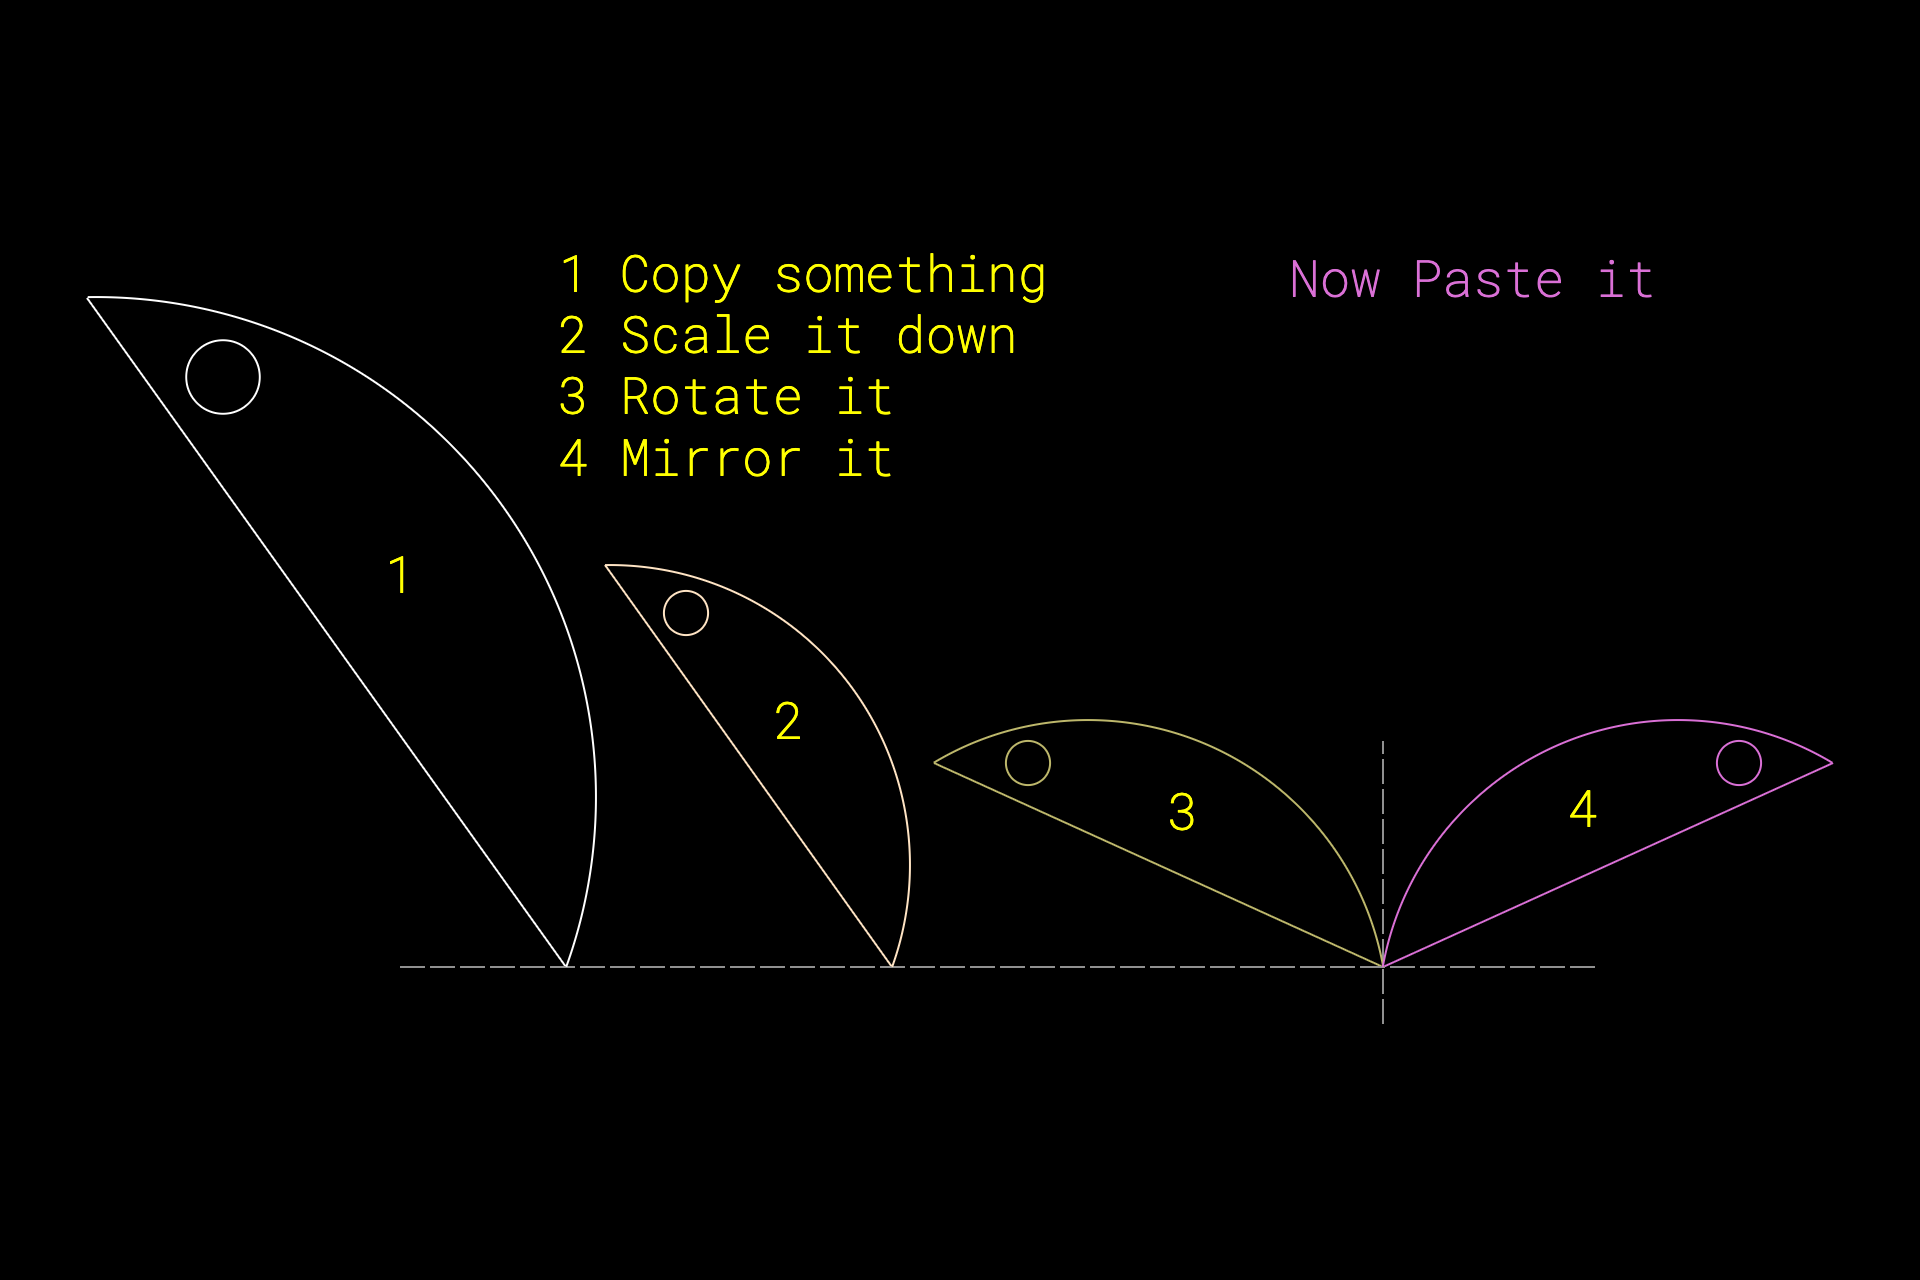 1 Copy something
2 Scale it down
3 Rotate it
4 Mirror it
Now Paste it
1
2
3
4